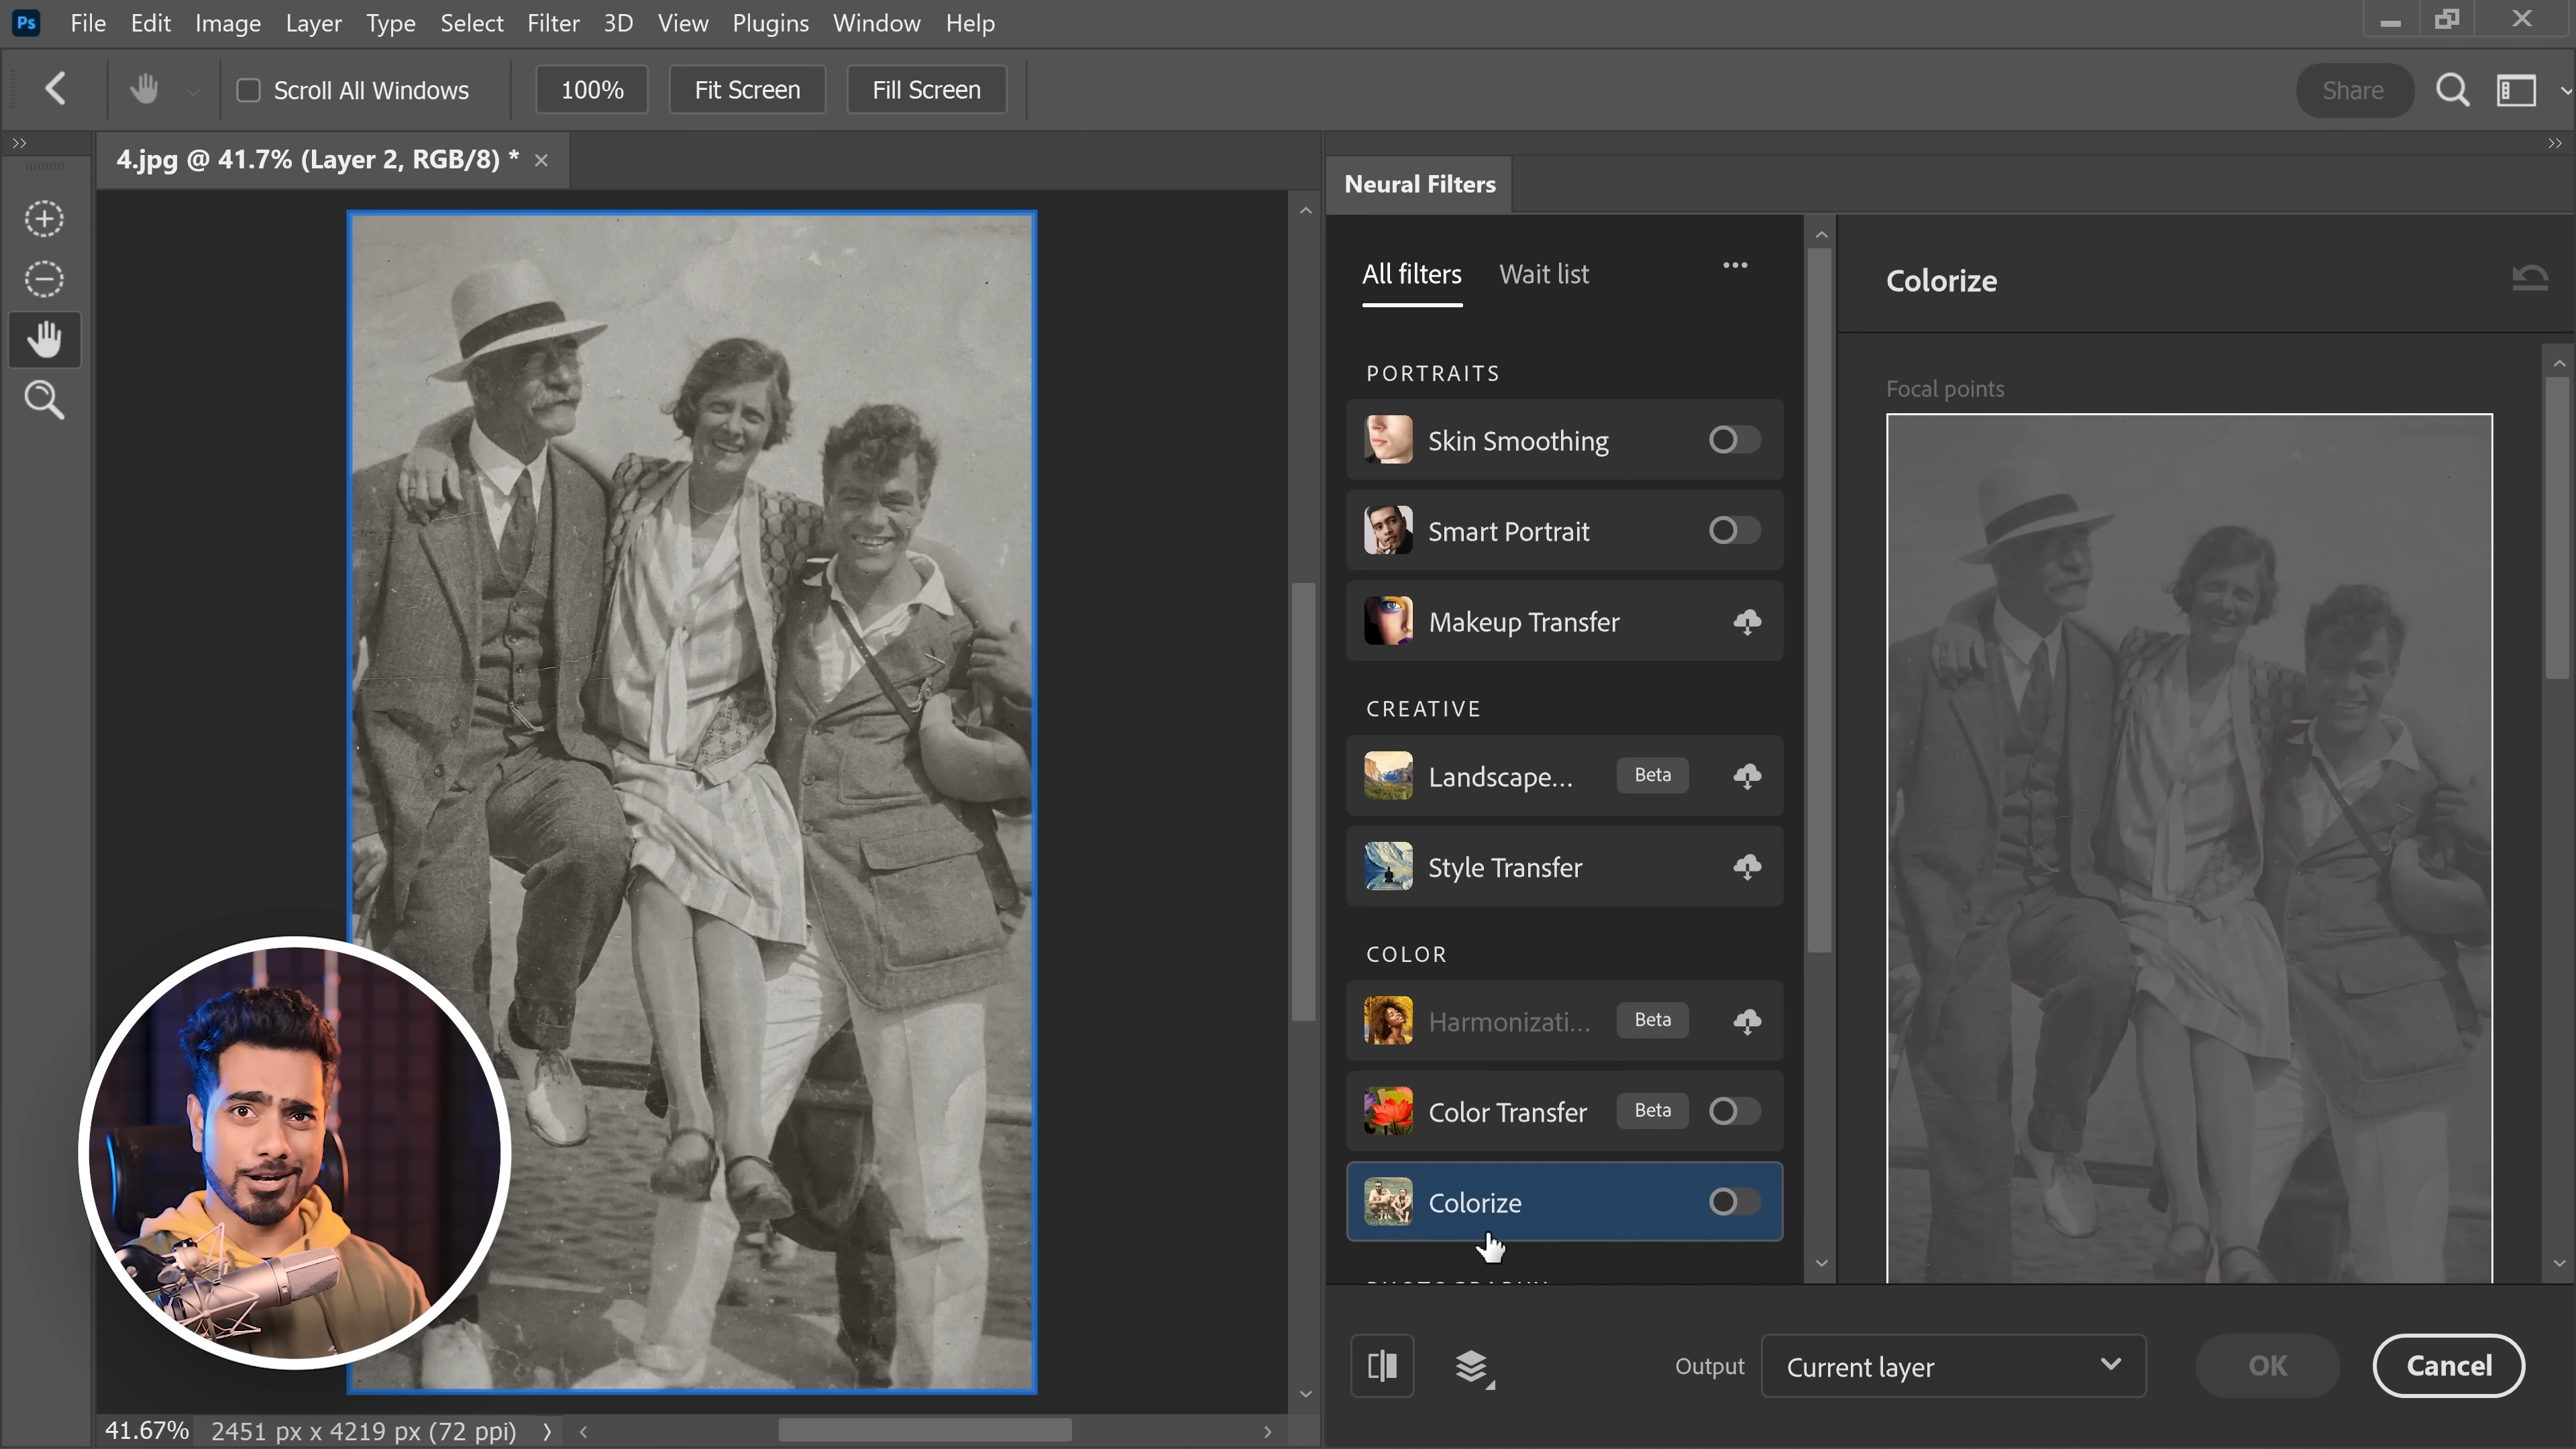 Ps File Edit Image Layer Type Select Filter 3D View Plugins Window Help
Scroll All Windows 100% Fit Screen Fill Screen Share
4.jpg @ 41.7% (Layer 2, RGB/8) *
Neural Filters
All filters Wait list
Colorize
PORTRAITS
Focal points
Skin Smoothing
Smart Portrait
Makeup Transfer
CREATIVE
Landscape... Beta
Style Transfer
COLOR
Harmonizati... Beta
Color Transfer Beta
Colorize
PHOTOGRAPHY
Output Current layer OK Cancel
41.67% 2451 px x 4219 px (72 ppi)